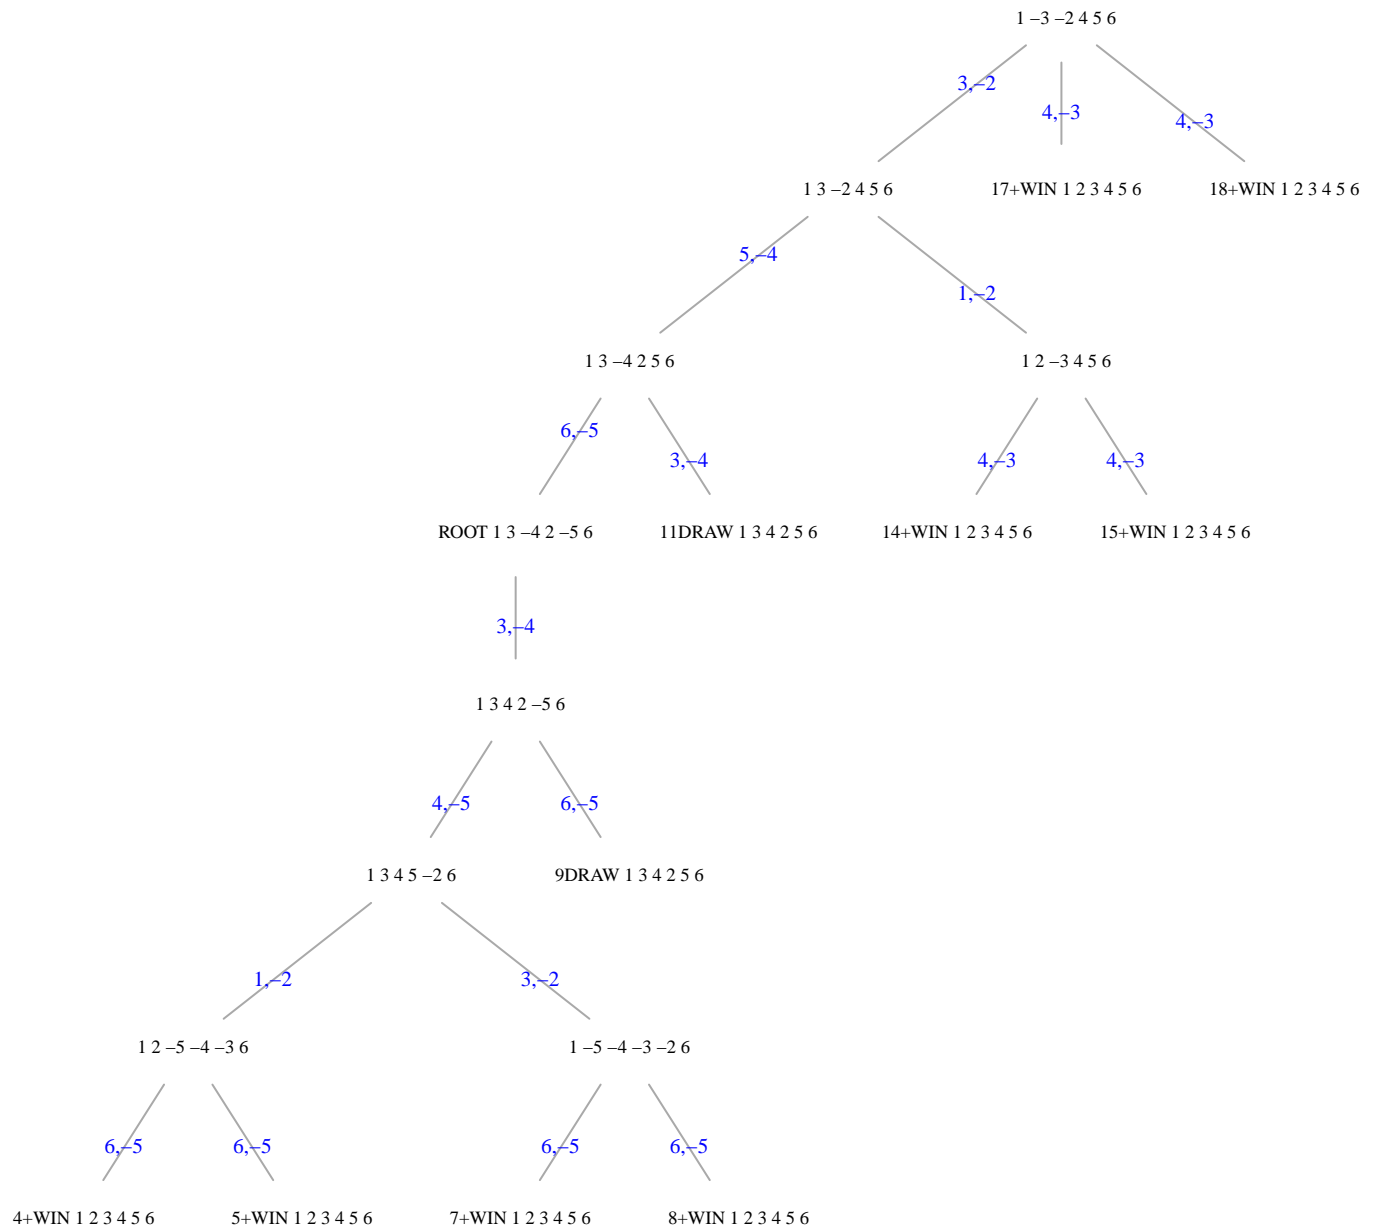 1 –3 –2 4 5 6
3,–2
4,–3
4,–3
1 3 –2 4 5 6
17+WIN 1 2 3 4 5 6
18+WIN 1 2 3 4 5 6
5,–4
1,–2
1 3 –4 2 5 6
1 2 –3 4 5 6
6,–5
3,–4
4,–3
4,–3
ROOT 1 3 –4 2 –5 6
11DRAW 1 3 4 2 5 6
14+WIN 1 2 3 4 5 6
15+WIN 1 2 3 4 5 6
3,–4
1 3 4 2 –5 6
4,–5
6,–5
1 3 4 5 –2 6
9DRAW 1 3 4 2 5 6
1,–2
3,–2
1 2 –5 –4 –3 6
1 –5 –4 –3 –2 6
6,–5
6,–5
6,–5
6,–5
4+WIN 1 2 3 4 5 6
5+WIN 1 2 3 4 5 6
7+WIN 1 2 3 4 5 6
8+WIN 1 2 3 4 5 6